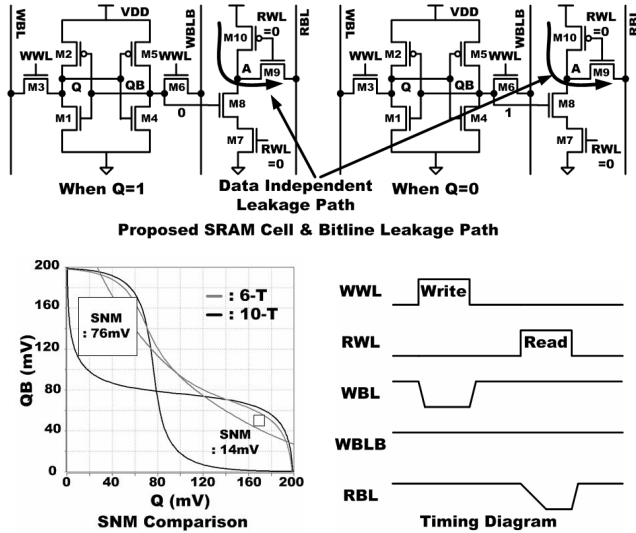 WBL
VDD
WBLB
RWL
=0
RBL
M10
M2
M5
WWL
WWL
A
M9
M3
Q
QB
M6
M8
M1
M4
0
M7
RWL
=0
When Q=1
WBL
VDD
WBLB
RWL
=0
RBL
M10
M2
M5
WWL
WWL
A
M9
M3
Q
QB
M6
M8
M1
M4
1
M7
RWL
=0
When Q=0
Data Independent
Leakage Path
Proposed SRAM Cell & Bitline Leakage Path
200
160
120
80
40
0
QB (mV)
SNM
: 76mV
: 6-T
: 10-T
SNM
: 14mV
0 40 80 120 160 200
Q (mV)
SNM Comparison
WWL
Write
RWL
Read
WBL
WBLB
RBL
Timing Diagram